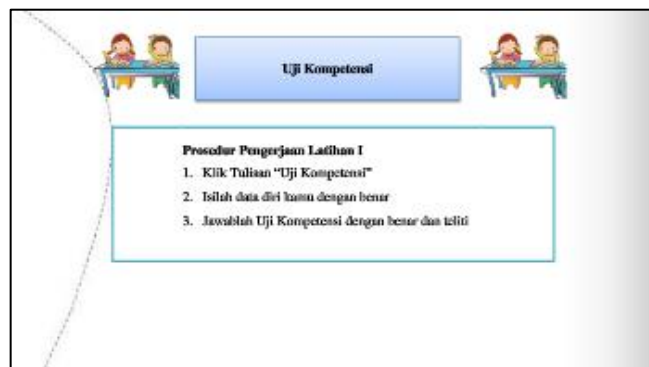 Uji Kompetensi
Prosedur Pengerjaan Latihan I
1. Klik Tulisan “Uji Kompetensi”
2. Isilah data diri kamu dengan benar
3. Jawablah Uji Kompetensi dengan benar dan teliti